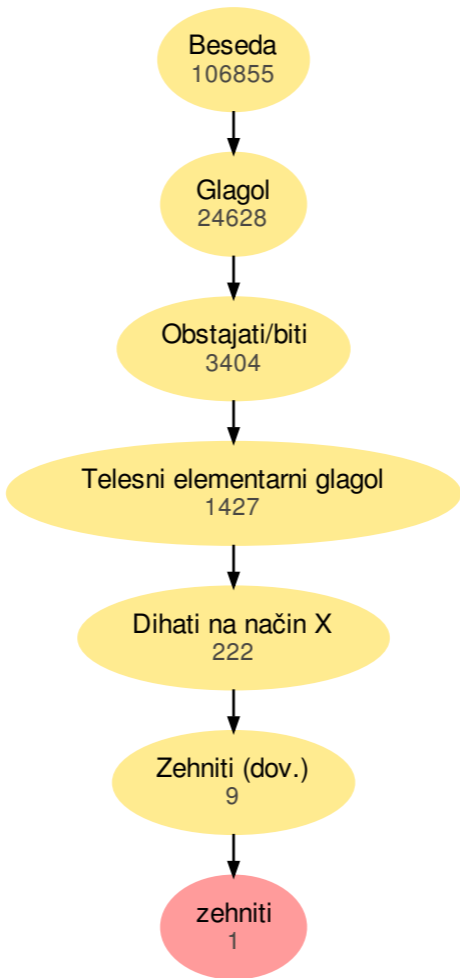 Beseda
106855
Glagol
24628
Obstajati/biti
3404
Telesni elementarni glagol
1427
Dihati na način X
222
Zehniti (dov.)
9
zehniti
1